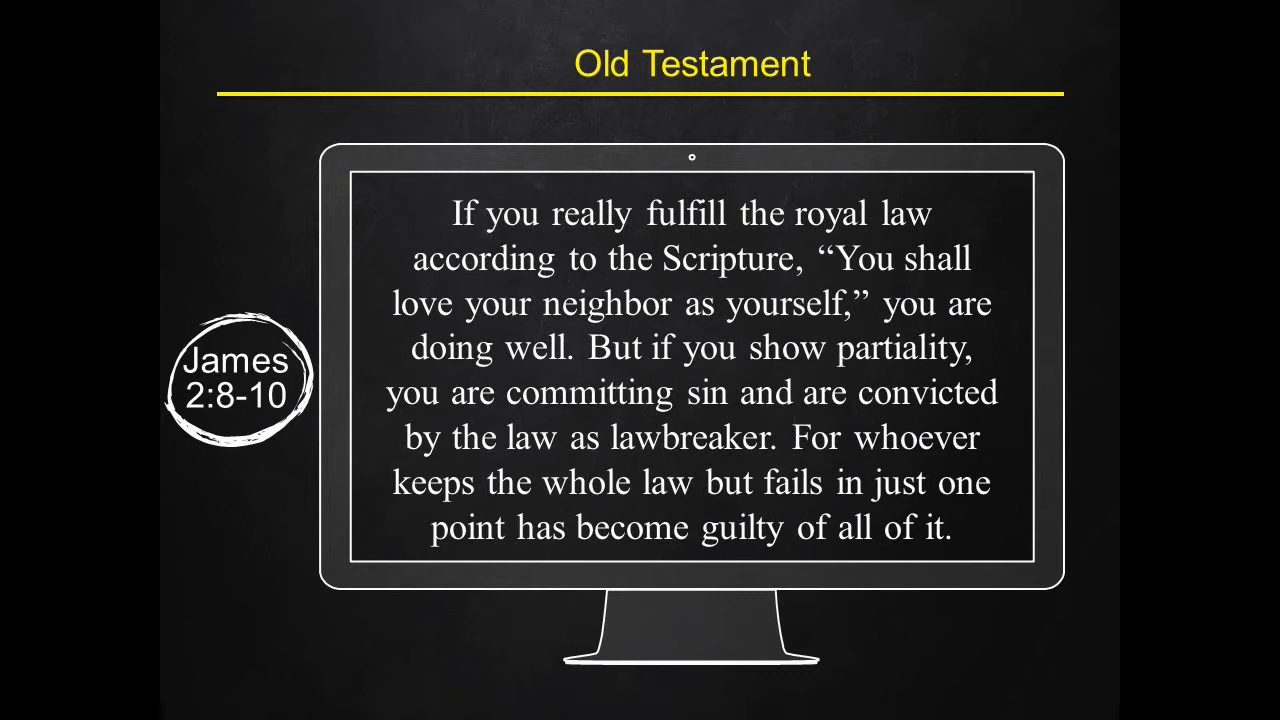 Old Testament
If you really fulfill the royal law
according to the Scripture, “You shall
love your neighbor as yourself,” you are
doing well. But if you show partiality,
you are committing sin and are convicted
by the law as lawbreaker. For whoever
keeps the whole law but fails in just one
point has become guilty of all of it.
James
2:8-10